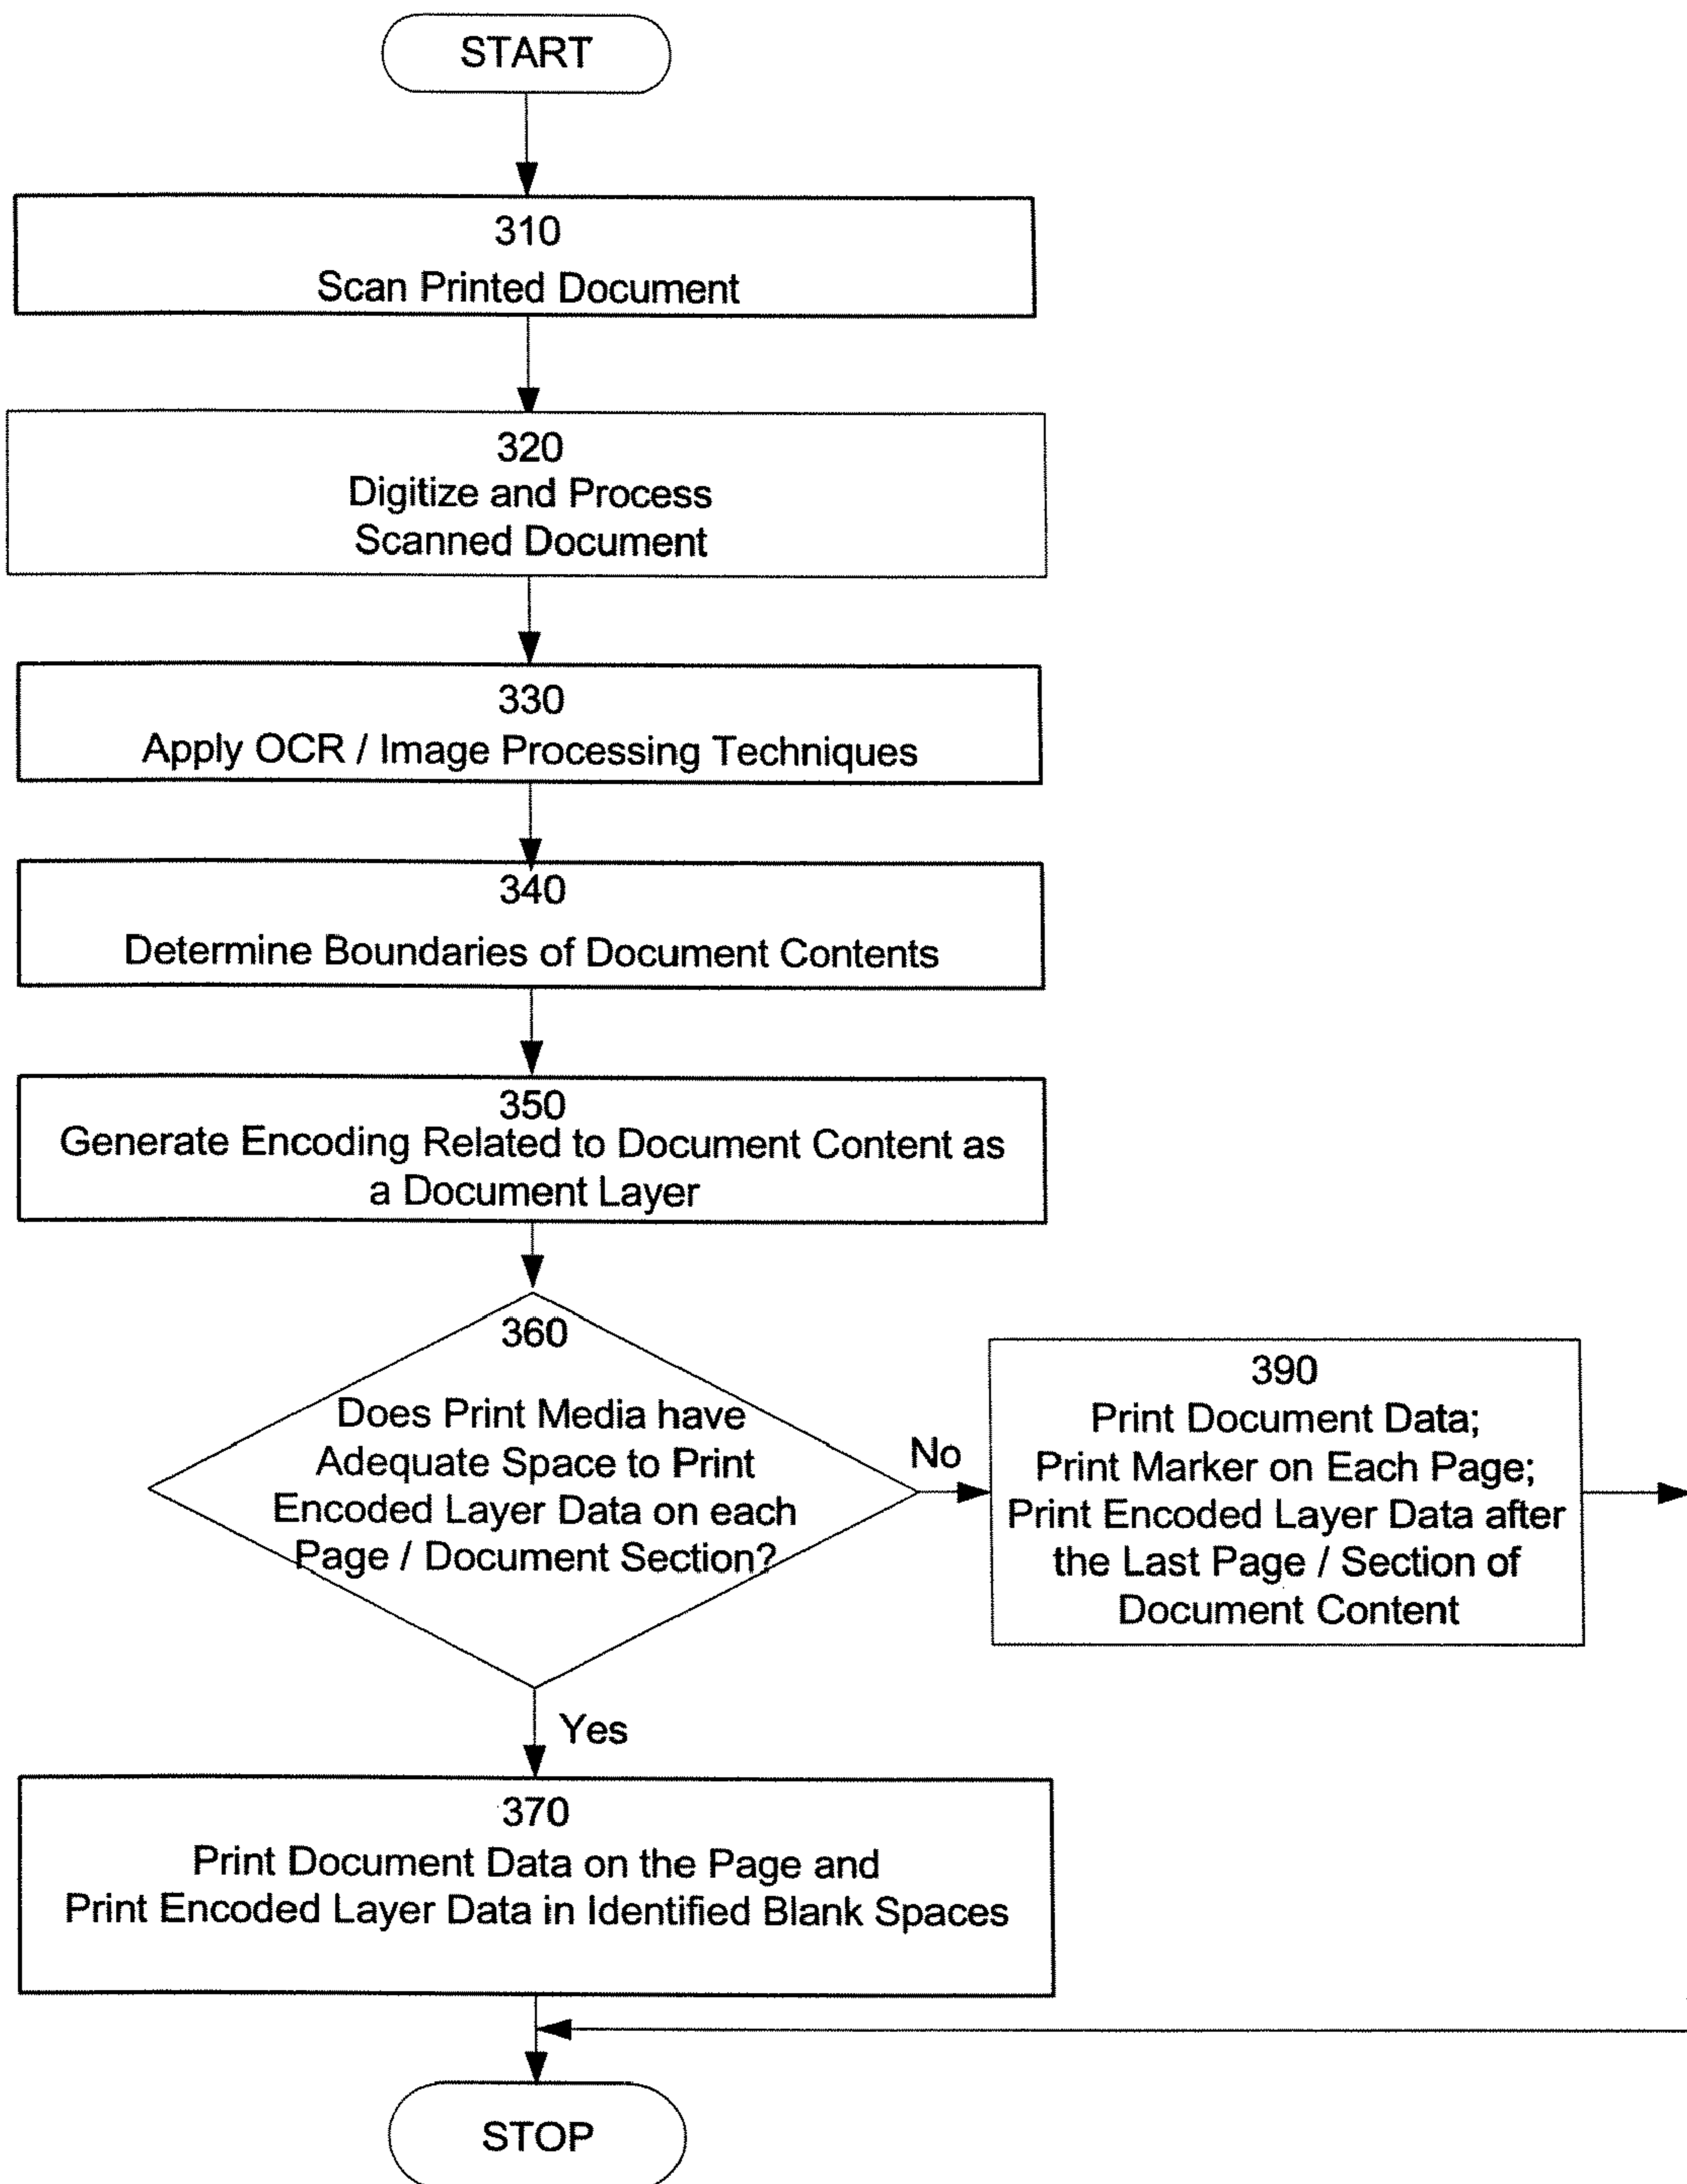 START
310
Scan Printed Document
320
Digitize and Process
Scanned Document
330
Apply OCR / Image Processing Techniques
340
Determine Boundaries of Document Contents
350
Generate Encoding Related to Document Content as
a Document Layer
360
Does Print Media have
Adequate Space to Print
Encoded Layer Data on each
Page / Document Section?
No
390
Print Document Data;
Print Marker on Each Page;
Print Encoded Layer Data after
the Last Page / Section of
Document Content
Yes
370
Print Document Data on the Page and
Print Encoded Layer Data in Identified Blank Spaces
STOP